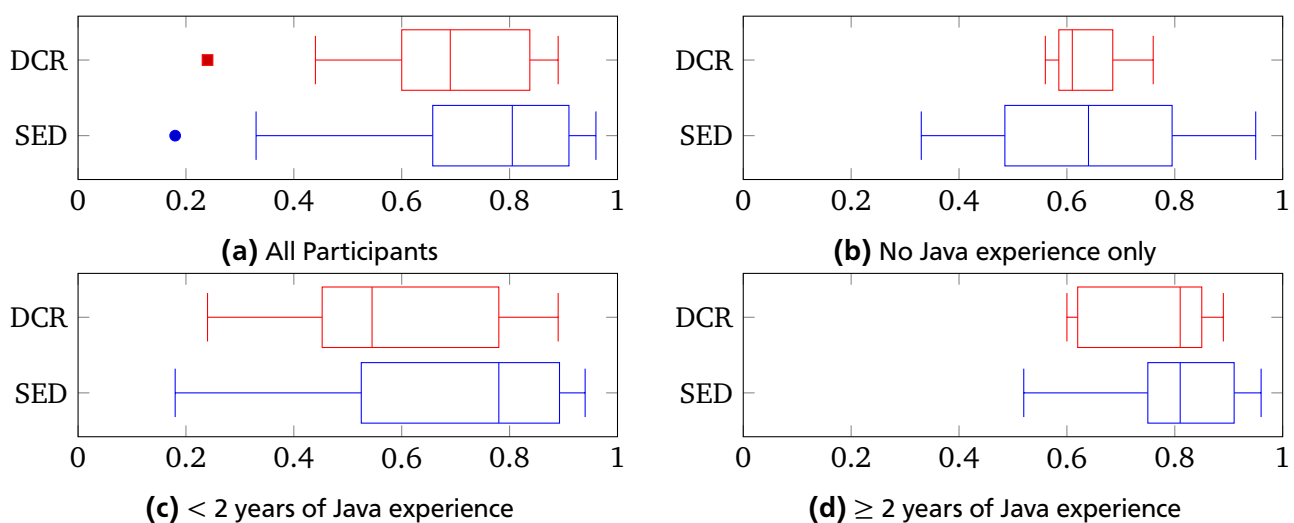 DCR
SED
0 0.2 0.4 0.6 0.8 1
(a) All Participants
DCR
SED
0 0.2 0.4 0.6 0.8 1
(b) No Java experience only
DCR
SED
0 0.2 0.4 0.6 0.8 1
(c) < 2 years of Java experience
DCR
SED
0 0.2 0.4 0.6 0.8 1
(d) ≥ 2 years of Java experience